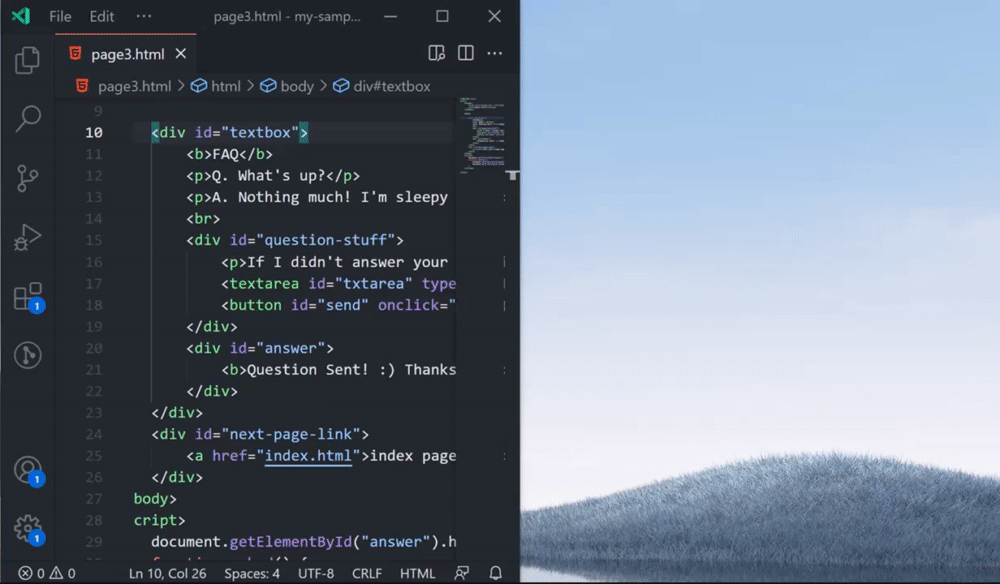 File Edit ··· page3.html - my-samp...
page3.html
page3.html > html > body > div#textbox
9
10 <div id="textbox">
11 <b>FAQ</b>
12 <p>Q. What's up?</p>
13 <p>A. Nothing much! I'm sleepy
14 <br>
15 <div id="question-stuff">
16 <p>If I didn't answer your
17 <textarea id="txtarea" type
18 <button id="send" onclick="
19 </div>
20 <div id="answer">
21 <b>Question Sent! :) Thanks
22 </div>
23 </div>
24 <div id="next-page-link">
25 <a href="index.html">index page
26 </div>
27 body>
28 cript>
29 document.getElementById("answer").h
1
1
1
0 0 Ln 10, Col 26 Spaces: 4 UTF-8 CRLF HTML